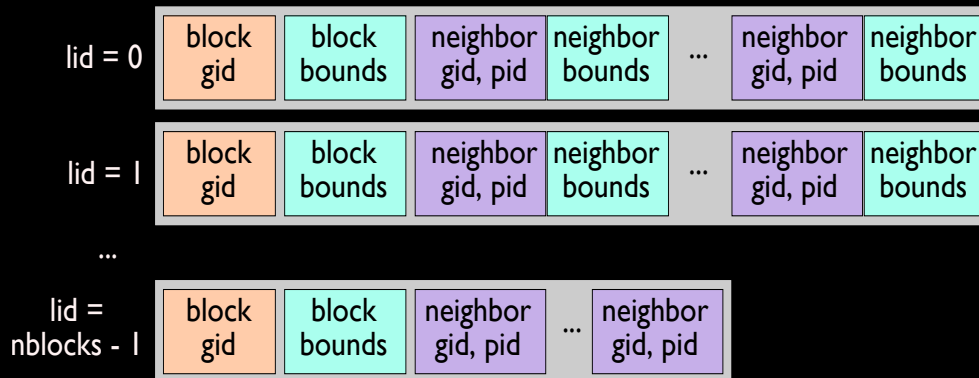 lid = 0
block gid
block bounds
neighbor gid, pid
neighbor bounds
...
neighbor gid, pid
neighbor bounds
lid = 1
block gid
block bounds
neighbor gid, pid
neighbor bounds
...
neighbor gid, pid
neighbor bounds
...
lid = nblocks - 1
block gid
block bounds
neighbor gid, pid
...
neighbor gid, pid